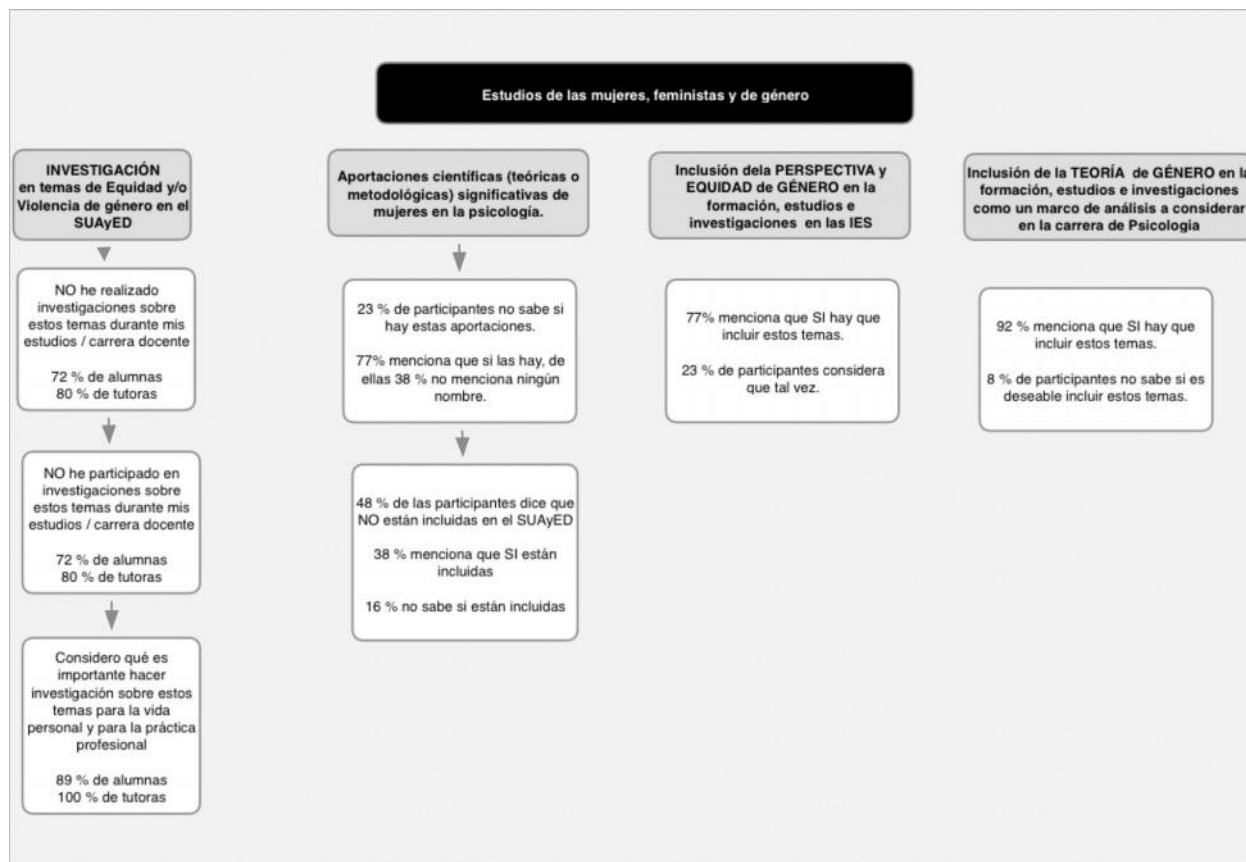 Estudios de las mujeres, feministas y de género
INVESTIGACIÓN
en temas de Equidad y/o
Violencia de género en el
SUAyED
NO he realizado
investigaciones sobre
estos temas durante mis
estudios / carrera docente
72 % de alumnas
80 % de tutoras
NO he participado en
investigaciones sobre
estos temas durante mis
estudios / carrera docente
72 % de alumnas
80 % de tutoras
Considero qué es
importante hacer
investigación sobre estos
temas para la vida
personal y para la práctica
profesional
89 % de alumnas
100 % de tutoras
Aportaciones científicas (teóricas o
metodológicas) significativas de
mujeres en la psicología.
23 % de participantes no sabe si
hay estas aportaciones.
77% menciona que si las hay, de
ellas 38 % no menciona ningún
nombre.
48 % de las participantes dice que
NO están incluidas en el SUAyED
38 % menciona que SI están
incluidas
16 % no sabe si están incluidas
Inclusión dela PERSPECTIVA y
EQUIDAD de GÉNERO en la
formación, estudios e
investigaciones en las IES
77% menciona que SI hay que
incluir estos temas.
23 % de participantes considera
que tal vez.
Inclusión de la TEORÍA de GÉNERO en la
formación, estudios e investigaciones
como un marco de análisis a considerar
en la carrera de Psicologia
92 % menciona que SI hay que
incluir estos temas.
8 % de participantes no sabe si es
deseable incluir estos temas.